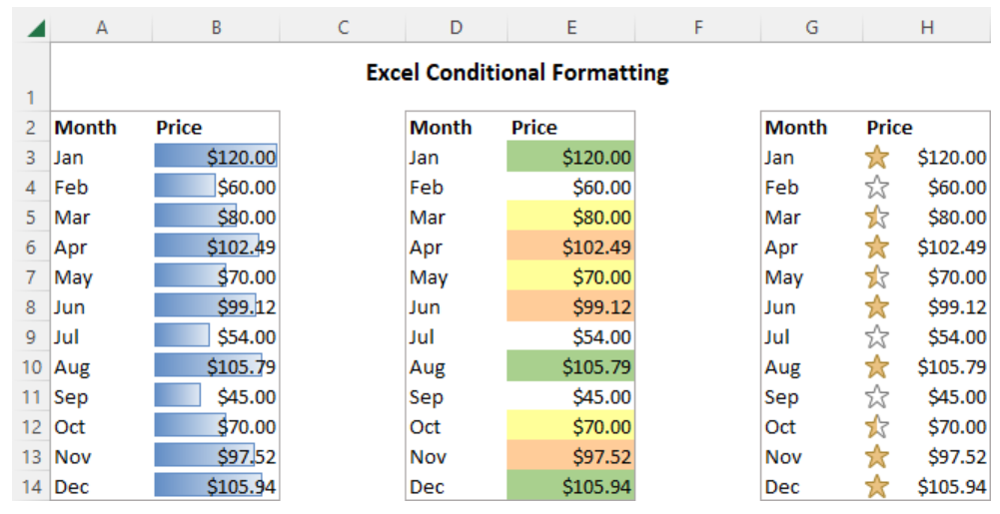 A B C D E F G H
1 Excel Conditional Formatting
2 Month Price Month Price Month Price
3 Jan $120.00 Jan $120.00 Jan $120.00
4 Feb $60.00 Feb $60.00 Feb $60.00
5 Mar $80.00 Mar $80.00 Mar $80.00
6 Apr $102.49 Apr $102.49 Apr $102.49
7 May $70.00 May $70.00 May $70.00
8 Jun $99.12 Jun $99.12 Jun $99.12
9 Jul $54.00 Jul $54.00 Jul $54.00
10 Aug $105.79 Aug $105.79 Aug $105.79
11 Sep $45.00 Sep $45.00 Sep $45.00
12 Oct $70.00 Oct $70.00 Oct $70.00
13 Nov $97.52 Nov $97.52 Nov $97.52
14 Dec $105.94 Dec $105.94 Dec $105.94